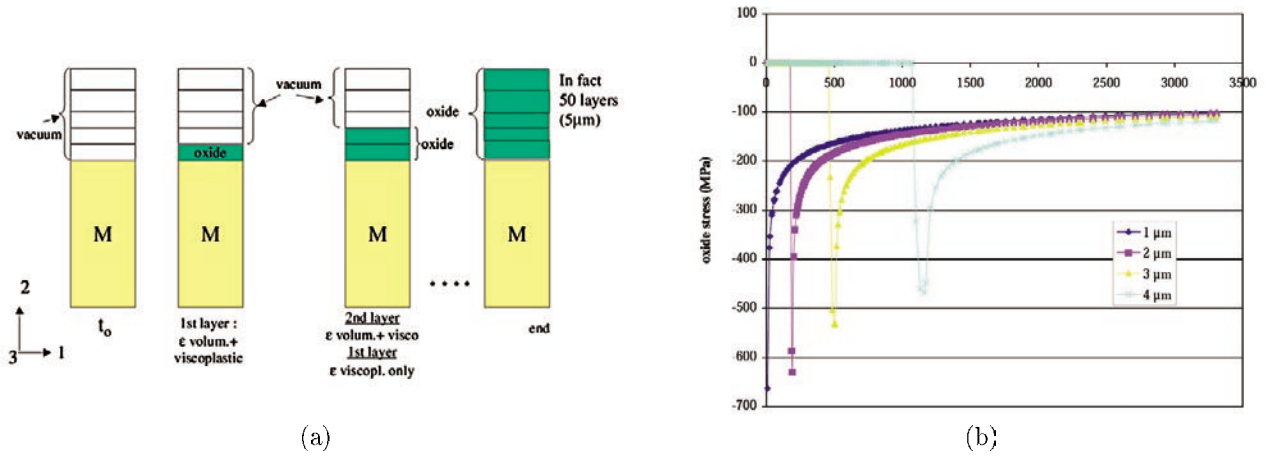 vacuum
M
t₀
2
3
1
oxide
M
1st layer :
ε volum.+
viscoplastic
vacuum
oxide
M
2nd layer
ε volum.+ visco
1st layer
ε viscopl. only
....
oxide
M
end
In fact
50 layers
(5μm)
(a)
oxide stress (MPa)
100
0
-100
-200
-300
-400
-500
-600
-700
0
500
1000
1500
2000
2500
3000
3500
1 μm
2 μm
3 μm
4 μm
(b)